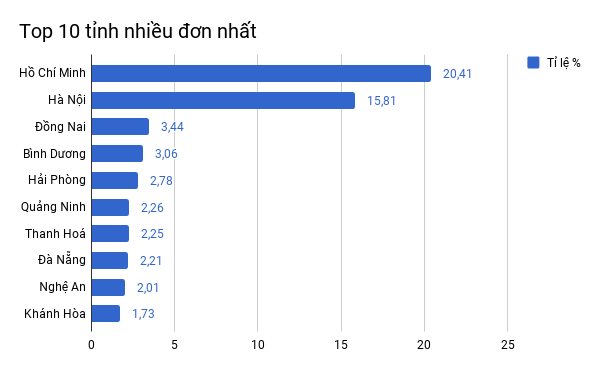 Top 10 tỉnh nhiều đơn nhất
Tỉ lệ %
Hồ Chí Minh 20,41
Hà Nội 15,81
Đồng Nai 3,44
Bình Dương 3,06
Hải Phòng 2,78
Quảng Ninh 2,26
Thanh Hoá 2,25
Đà Nẵng 2,21
Nghệ An 2,01
Khánh Hòa 1,73
0 5 10 15 20 25